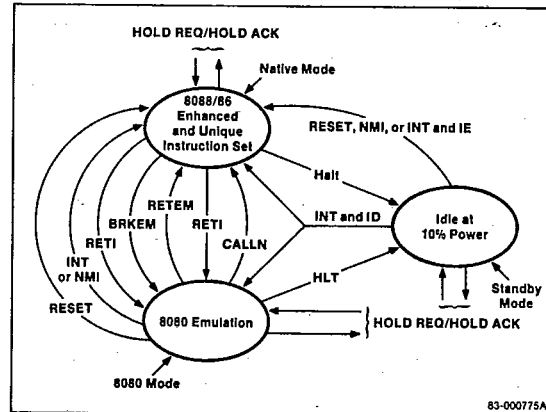 HOLD REQ/HOLD ACK
Native Mode
8088/86
Enhanced
and Unique
Instruction Set
RESET, NMI, or INT and IE
Halt
RETEM
BRKEM
RETI
CALLN
INT and ID
Idle at
10% Power
INT
or NMI
RETI
RESET
HLT
Standby
Mode
8080 Emulation
HOLD REQ/HOLD ACK
8080 Mode
83-000775A